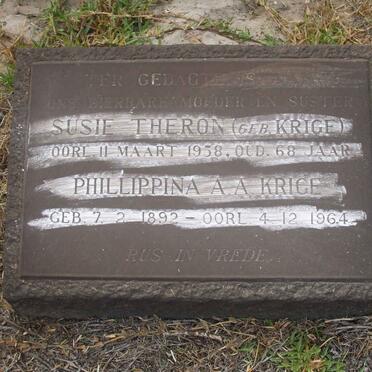 TER GEDAGTENIS AAN
ONS DIERBARE MOEDER EN SUSTER
SUSIE THERON (GEB. KRIGE)
OORL. 11 MAART 1958, OUD 68 JAAR
PHILLIPPINA A.A. KRIGE
GEB. 7.2.1892 - OORL. 4.12.1964
RUS IN VREDE.